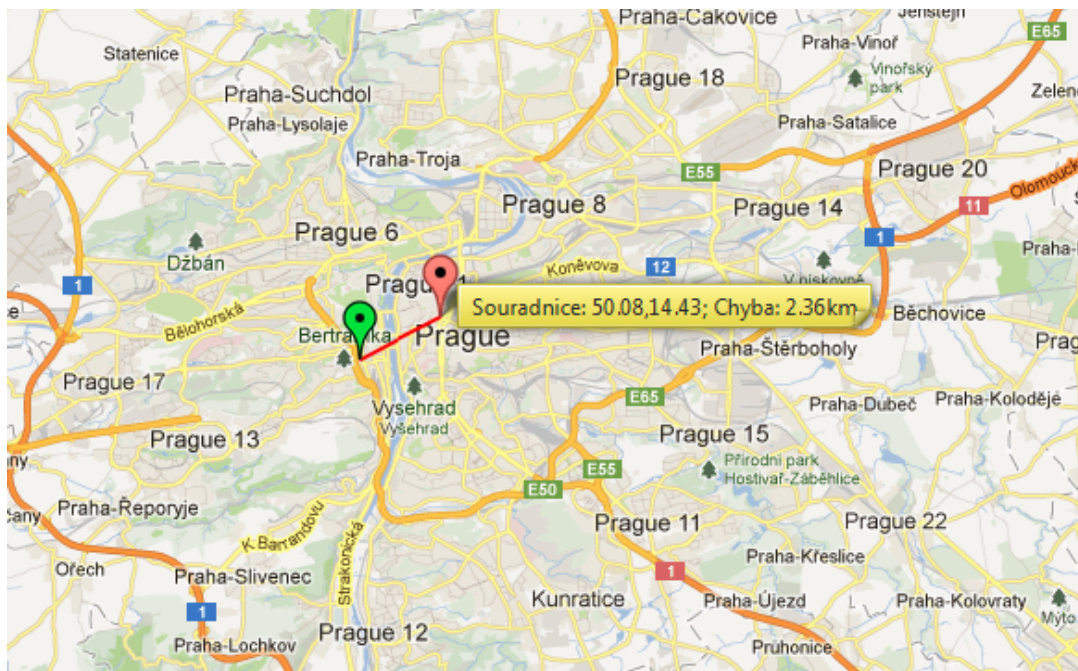 Praha-Čakovice
Jenštejn
E65
Statenice
Praha-Vinoř
Vinořský
park
Prague 18
Praha-Suchdol
Praha-Lysolaje
Praha-Satalice
Praha-Troja
E55
Prague 20
Olomoucká
Prague 8
Prague 14
11
Prague 6
1
Džbán
Koněvova
12
V pískovně
1
Souradnice: 50.08,14.43; Chyba: 2.36km
Bělohorská
Běchovice
Bertramka
Prague
Praha-Štěrboholy
Prague 17
E65
Praha-Dubeč
Praha-Koloděje
Vysehrad
Vyšehrad
Prague 13
Prague 15
Přírodní park
Hostivař-Záběhlice
E55
E50
Praha-Řeporyje
K Barrandovu
Prague 11
Prague 22
Praha-Křeslice
Ořech
Praha-Slivenec
Strakonická
1
Kunratice
Praha-Újezd
Praha-Kolovraty
1
Mýto
Prague 12
Praha-Lochkov
Průhonice